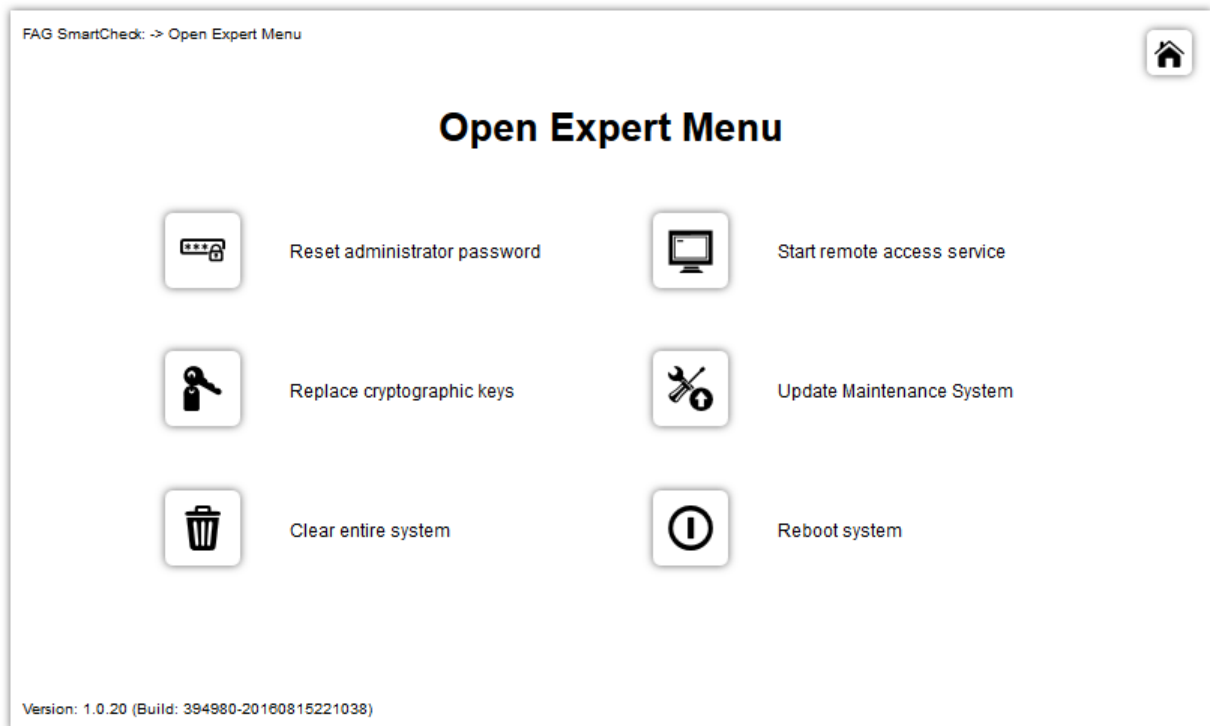 FAG SmartCheck: -> Open Expert Menu
Open Expert Menu
***
Reset administrator password
Start remote access service
Replace cryptographic keys
Update Maintenance System
Clear entire system
Reboot system
Version: 1.0.20 (Build: 394980-20160815221038)